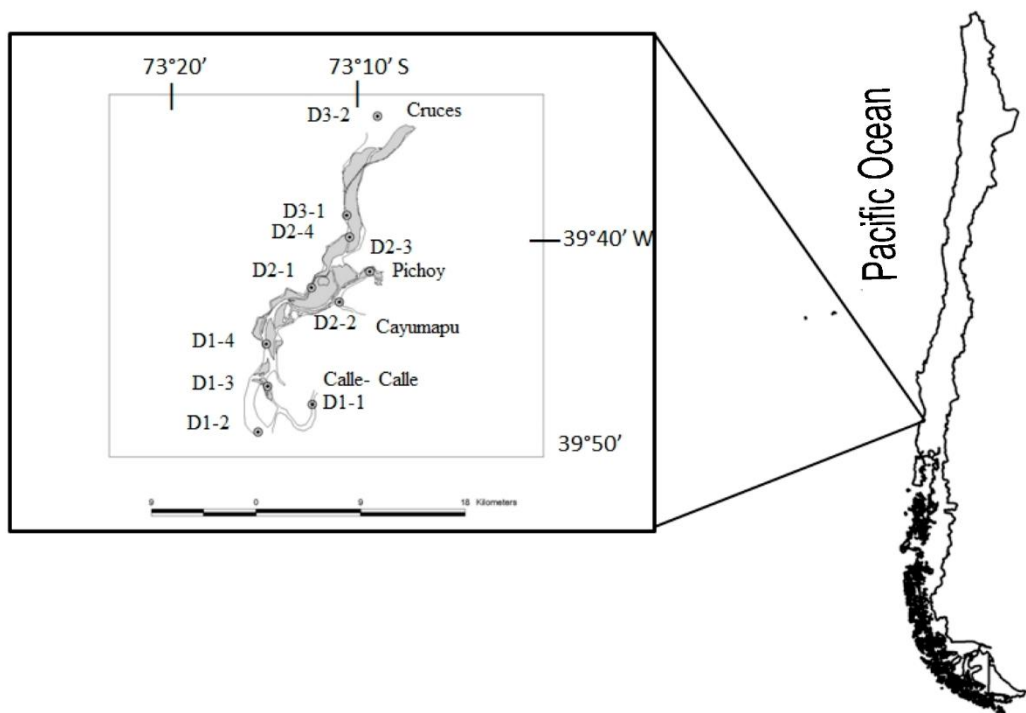 73°20′
73°10′ S
D3-2
Cruces
D3-1
D2-4
39°40′ W
D2-3
D2-1
Pichoy
D2-2
Cayumapu
D1-4
D1-3
Calle- Calle
D1-1
D1-2
39°50′
9 0 9 18 Kilometers
Pacific Ocean